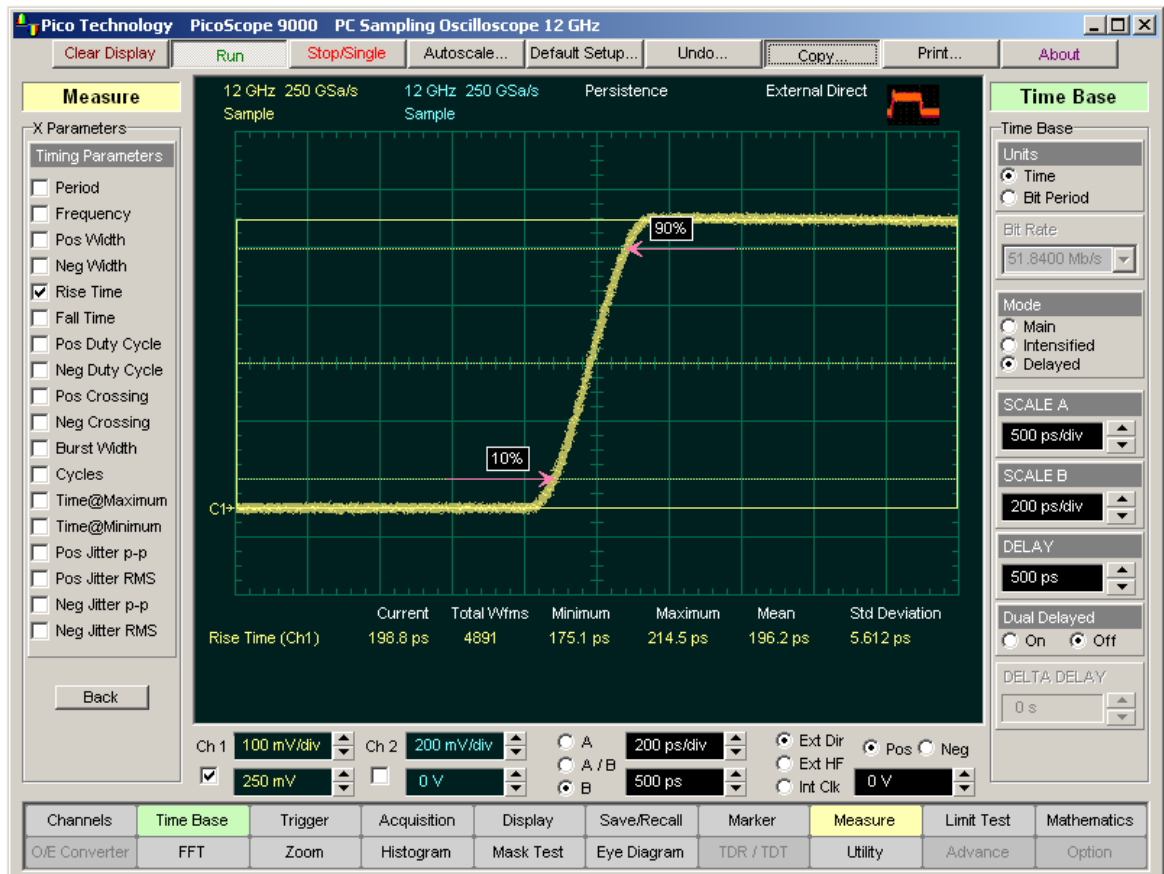 Pico Technology PicoScope 9000 PC Sampling Oscilloscope 12 GHz
Clear Display Run Stop/Single Autoscale... Default Setup... Undo... Copy... Print... About
Measure
X Parameters
Timing Parameters
Period
Frequency
Pos Width
Neg Width
Rise Time
Fall Time
Pos Duty Cycle
Neg Duty Cycle
Pos Crossing
Neg Crossing
Burst Width
Cycles
Time@Maximum
Time@Minimum
Pos Jitter p-p
Pos Jitter RMS
Neg Jitter p-p
Neg Jitter RMS
Back
12 GHz 250 GSa/s 12 GHz 250 GSa/s Persistence External Direct
Sample Sample
90%
10%
C1
Current Total Wfms Minimum Maximum Mean Std Deviation
Rise Time (Ch1) 198.8 ps 4891 175.1 ps 214.5 ps 196.2 ps 5.612 ps
Time Base
Time Base
Units
Time
Bit Period
Bit Rate
51.8400 Mb/s
Mode
Main
Intensified
Delayed
SCALE A
500 ps/div
SCALE B
200 ps/div
DELAY
500 ps
Dual Delayed
On Off
DELTA DELAY
0 s
Ch 1 100 mV/div Ch 2 200 mV/div A 200 ps/div Ext Dir Pos Neg
A / B Ext HF
250 mV 0 V B 500 ps Int Clk 0 V
Channels Time Base Trigger Acquisition Display Save/Recall Marker Measure Limit Test Mathematics
O/E Converter FFT Zoom Histogram Mask Test Eye Diagram TDR / TDT Utility Advance Option